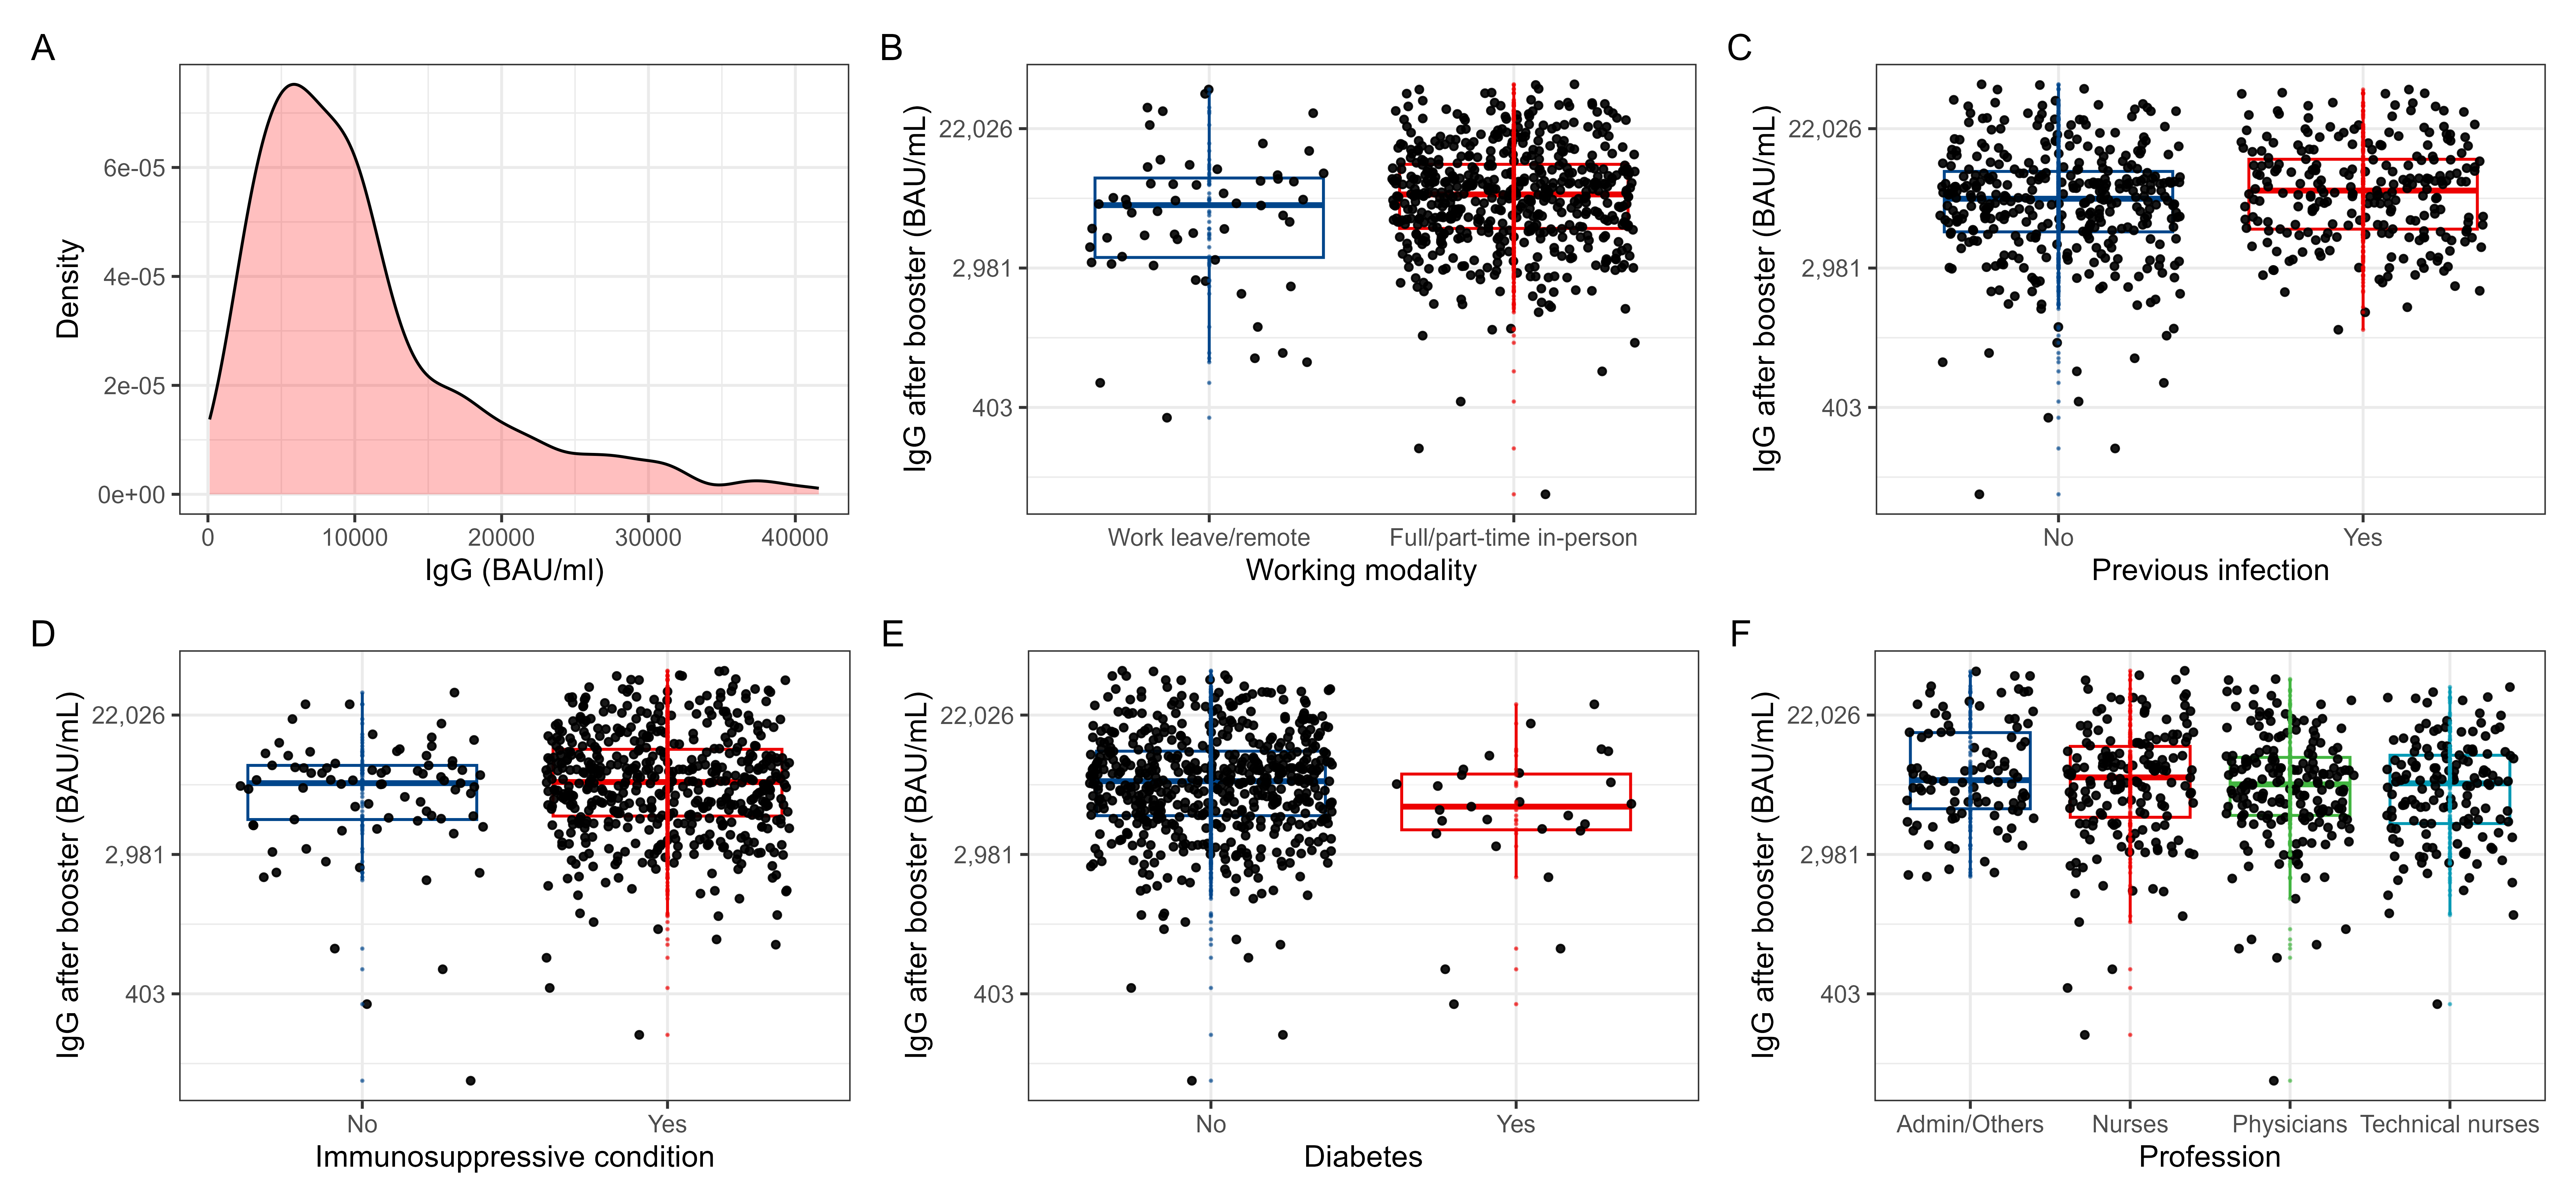 A
Density
6e-05
4e-05
2e-05
0e+00
0 10000 20000 30000 40000
IgG (BAU/ml)
B
IgG after booster (BAU/mL)
22,026
2,981
403
Work leave/remote Full/part-time in-person
Working modality
C
IgG after booster (BAU/mL)
22,026
2,981
403
No Yes
Previous infection
D
IgG after booster (BAU/mL)
22,026
2,981
403
No Yes
Immunosuppressive condition
E
IgG after booster (BAU/mL)
22,026
2,981
403
No Yes
Diabetes
F
IgG after booster (BAU/mL)
22,026
2,981
403
Admin/Others Nurses Physicians Technical nurses
Profession